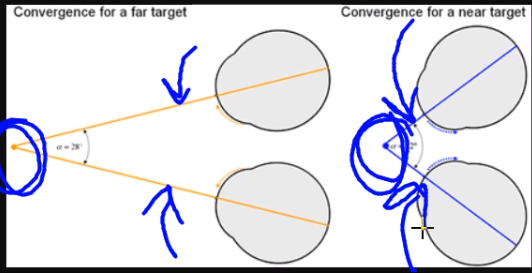 Convergence for a far target
Convergence for a near target
α = 28°